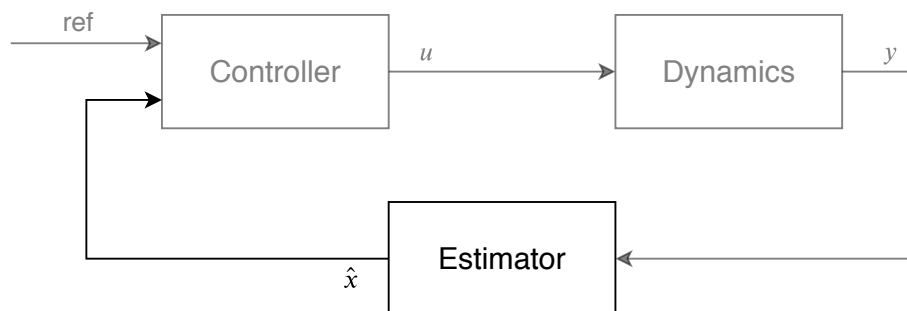 ref
Controller
u
Dynamics
y
Estimator
x̂